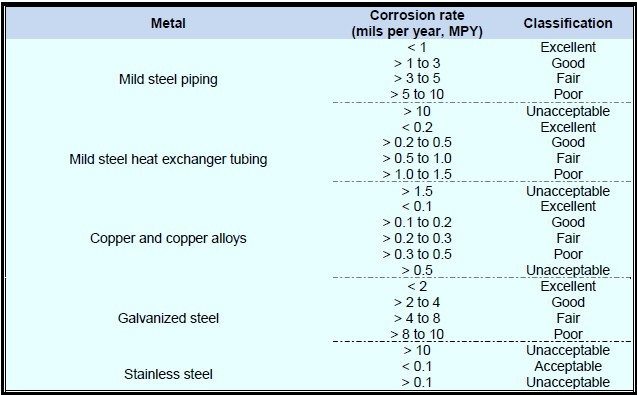 Metal Corrosion rate (mils per year, MPY) Classification
< 1 Excellent
> 1 to 3 Good
Mild steel piping > 3 to 5 Fair
> 5 to 10 Poor
> 10 Unacceptable
< 0.2 Excellent
> 0.2 to 0.5 Good
Mild steel heat exchanger tubing > 0.5 to 1.0 Fair
> 1.0 to 1.5 Poor
> 1.5 Unacceptable
< 0.1 Excellent
> 0.1 to 0.2 Good
Copper and copper alloys > 0.2 to 0.3 Fair
> 0.3 to 0.5 Poor
> 0.5 Unacceptable
< 2 Excellent
> 2 to 4 Good
Galvanized steel > 4 to 8 Fair
> 8 to 10 Poor
> 10 Unacceptable
Stainless steel < 0.1 Acceptable
> 0.1 Unacceptable